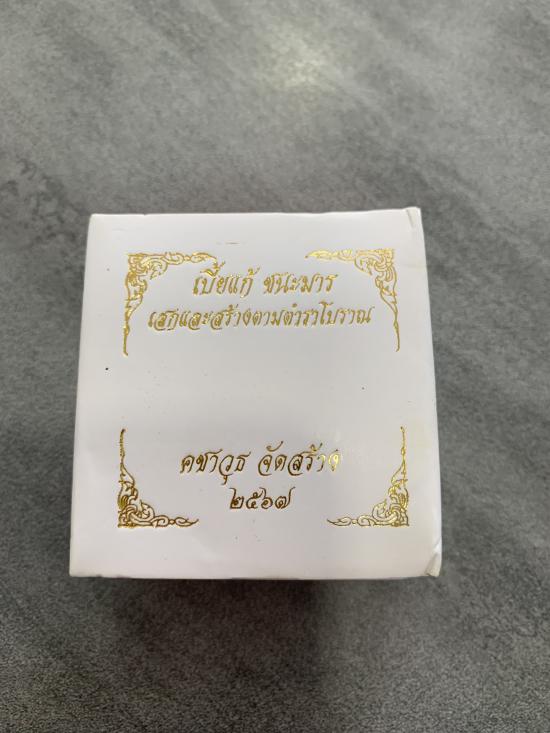 เบี้ยแก้ ชนะมาร
เสกและสร้างตามตำราโบราณ
คชาวุธ จัดสร้าง
๒๕๖๗